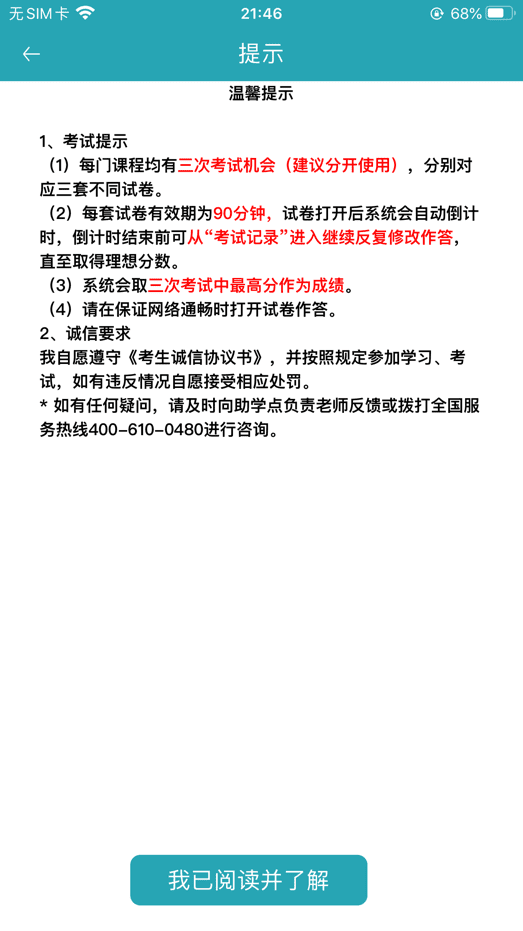 无SIM卡 21:46 68%
提示
温馨提示
1、考试提示
（1）每门课程均有三次考试机会（建议分开使用），分别对
应三套不同试卷。
（2）每套试卷有效期为90分钟，试卷打开后系统会自动倒计
时，倒计时结束前可从“考试记录”进入继续反复修改作答，
直至取得理想分数。
（3）系统会取三次考试中最高分作为成绩。
（4）请在保证网络通畅时打开试卷作答。
2、诚信要求
我自愿遵守《考生诚信协议书》，并按照规定参加学习、考
试，如有违反情况自愿接受相应处罚。
* 如有任何疑问，请及时向助学点负责老师反馈或拨打全国服
务热线400-610-0480进行咨询。
我已阅读并了解